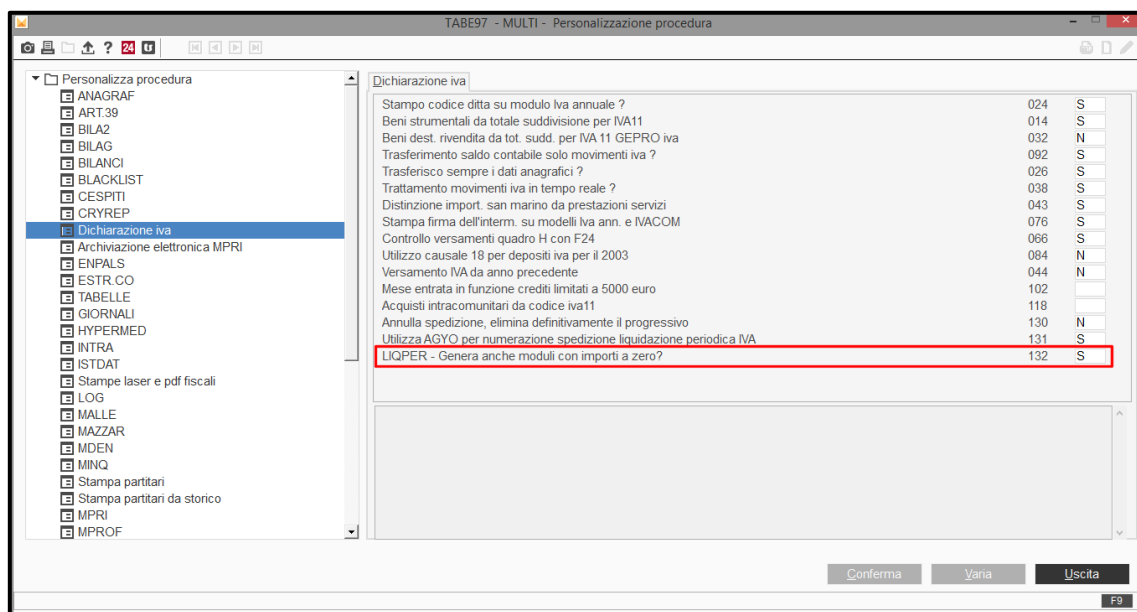 TABE97 - MULTI - Personalizzazione procedura
24
Personalizza procedura
ANAGRAF
ART.39
BILA2
BILAG
BILANCI
BLACKLIST
CESPITI
CRYREP
Dichiarazione iva
Archiviazione elettronica MPRI
ENPALS
ESTR.CO
TABELLE
GIORNALI
HYPERMED
INTRA
ISTDAT
Stampe laser e pdf fiscali
LOG
MALLE
MAZZAR
MDEN
MINQ
Stampa partitari
Stampa partitari da storico
MPRI
MPROF
Dichiarazione iva
Stampo codice ditta su modulo Iva annuale ? 024 S
Beni strumentali da totale suddivisione per IVA11 014 S
Beni dest. rivendita da tot. sudd. per IVA 11 GEPRO iva 032 N
Trasferimento saldo contabile solo movimenti iva ? 092 S
Trasferisco sempre i dati anagrafici ? 026 S
Trattamento movimenti iva in tempo reale ? 038 S
Distinzione import. san marino da prestazioni servizi 043 S
Stampa firma dell'interm. su modelli Iva ann. e IVACOM 076 S
Controllo versamenti quadro H con F24 066 S
Utilizzo causale 18 per depositi iva per il 2003 084 N
Versamento IVA da anno precedente 044 N
Mese entrata in funzione crediti limitati a 5000 euro 102
Acquisti intracomunitari da codice iva11 118
Annulla spedizione, elimina definitivamente il progressivo 130 N
Utilizza AGYO per numerazione spedizione liquidazione periodica IVA 131 S
LIQPER - Genera anche moduli con importi a zero? 132 S
Conferma Varia Uscita
F9